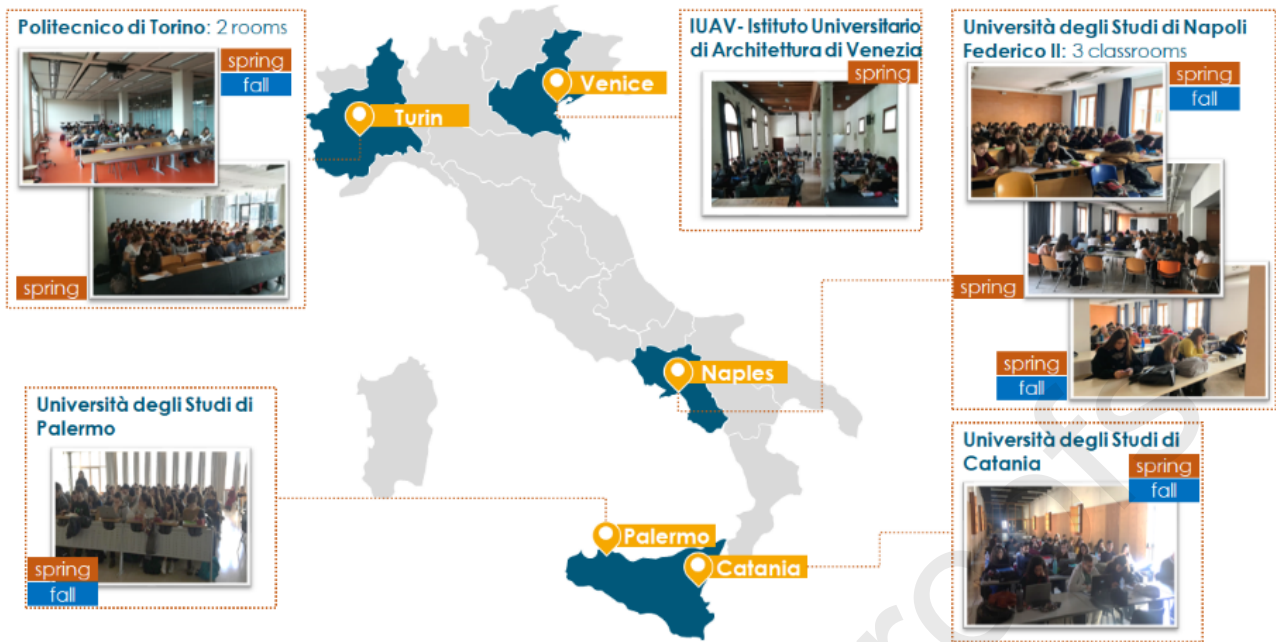 Politecnico di Torino: 2 rooms
spring
fall
spring
IUAV- Istituto Universitario
di Architettura di Venezia
spring
Università degli Studi di Napoli
Federico II: 3 classrooms
spring
fall
spring
spring
fall
Venice
Turin
Naples
Palermo
Catania
Università degli Studi di
Palermo
spring
fall
Università degli Studi di
Catania
spring
fall